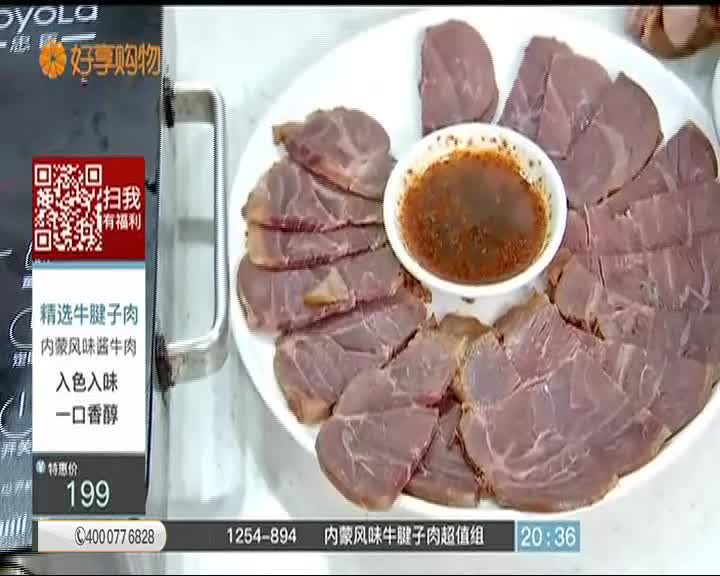 oyoLa
好享购物
扫我
有福利
精选牛腱子肉
内蒙风味酱牛肉
入色入味
一口香醇
特惠价
199
4000776828
1254-894
内蒙风味牛腱子肉超值组
20:36